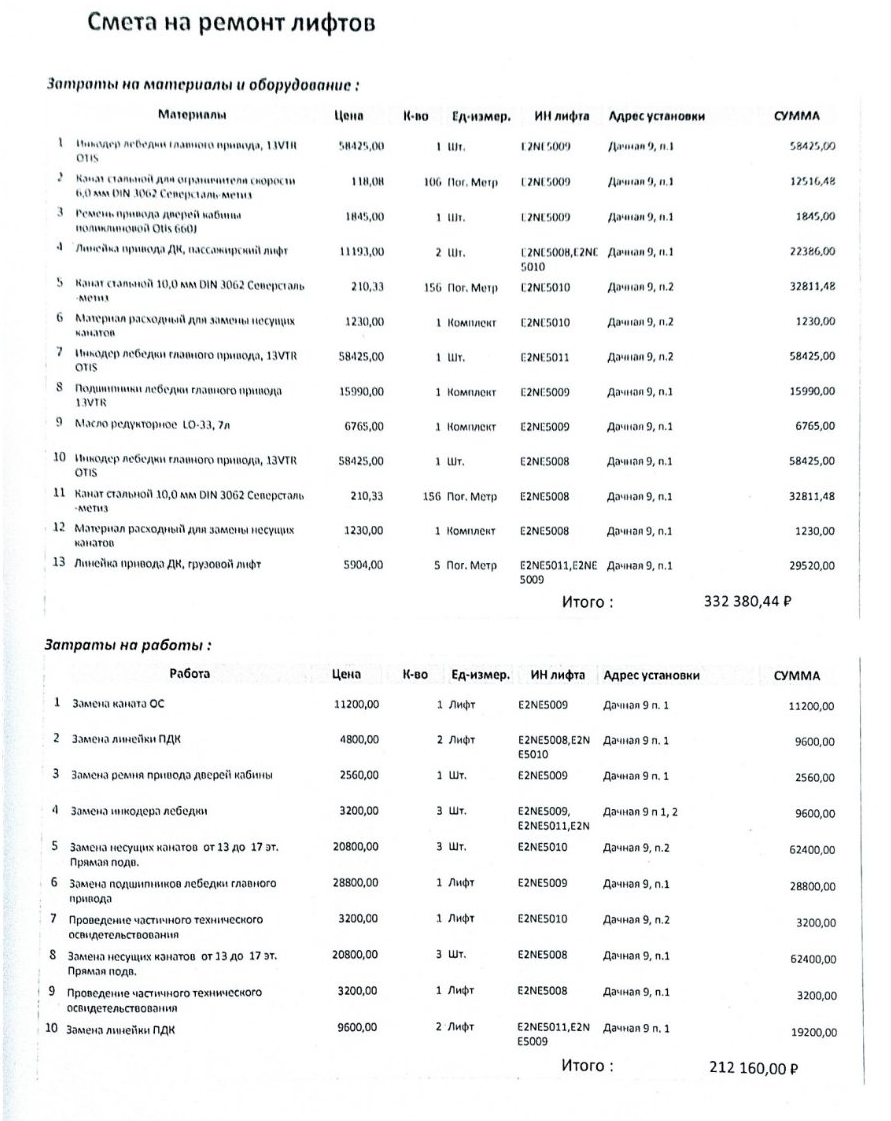 Смета на ремонт лифтов
Затраты на материалы и оборудование :
Материалы Цена К-во Ед-измер. ИН лифта Адрес установки СУММА
1 Инкодер лебедки главного привода, 13VTR 58425,00 1 Шт. E2NE5009 Дачная 9, п.1 58425,00
OTIS
2 Канат стальной для ограничителя скорости 118,08 106 Пог. Метр E2NE5009 Дачная 9, п.1 12516,48
6,0 мм DIN 3062 Северсталь-метиз
3 Ремень привода дверей кабины 1845,00 1 Шт. E2NE5009 Дачная 9, п.1 1845,00
поликлиновой Otis 660J
4 Линейка привода ДК, пассажирский лифт 11193,00 2 Шт. E2NE5008,E2NE Дачная 9, п.1 22386,00
5010
5 Канат стальной 10,0 мм DIN 3062 Северсталь 210,33 156 Пог. Метр E2NE5010 Дачная 9, п.2 32811,48
-метиз
6 Материал расходный для замены несущих 1230,00 1 Комплект E2NE5010 Дачная 9, п.2 1230,00
канатов
7 Инкодер лебедки главного привода, 13VTR 58425,00 1 Шт. E2NE5011 Дачная 9, п.2 58425,00
OTIS
8 Подшипники лебедки главного привода 15990,00 1 Комплект E2NE5009 Дачная 9, п.1 15990,00
13VTR
9 Масло редукторное LO-33, 7л 6765,00 1 Комплект E2NE5009 Дачная 9, п.1 6765,00
10 Инкодер лебедки главного привода, 13VTR 58425,00 1 Шт. E2NE5008 Дачная 9, п.1 58425,00
OTIS
11 Канат стальной 10,0 мм DIN 3062 Северсталь 210,33 156 Пог. Метр E2NE5008 Дачная 9, п.1 32811,48
-метиз
12 Материал расходный для замены несущих 1230,00 1 Комплект E2NE5008 Дачная 9, п.1 1230,00
канатов
13 Линейка привода ДК, грузовой лифт 5904,00 5 Пог. Метр E2NE5011,E2NE Дачная 9, п.1 29520,00
5009
Итого : 332 380,44 ₽
Затраты на работы :
Работа Цена К-во Ед-измер. ИН лифта Адрес установки СУММА
1 Замена каната ОС 11200,00 1 Лифт E2NE5009 Дачная 9 п. 1 11200,00
2 Замена линейки ПДК 4800,00 2 Лифт E2NE5008,E2N Дачная 9 п. 1 9600,00
E5010
3 Замена ремня привода дверей кабины 2560,00 1 Шт. E2NE5009 Дачная 9 п. 1 2560,00
4 Замена инкодера лебедки 3200,00 3 Шт. E2NE5009, Дачная 9 п 1, 2 9600,00
E2NE5011,E2N
5 Замена несущих канатов от 13 до 17 эт. 20800,00 3 Шт. E2NE5010 Дачная 9, п.2 62400,00
Прямая подв.
6 Замена подшипников лебедки главного 28800,00 1 Лифт E2NE5009 Дачная 9, п.1 28800,00
привода
7 Проведение частичного технического 3200,00 1 Лифт E2NE5010 Дачная 9, п.2 3200,00
освидетельствования
8 Замена несущих канатов от 13 до 17 эт. 20800,00 3 Шт. E2NE5008 Дачная 9, п.1 62400,00
Прямая подв.
9 Проведение частичного технического 3200,00 1 Лифт E2NE5008 Дачная 9, п.1 3200,00
освидетельствования
10 Замена линейки ПДК 9600,00 2 Лифт E2NE5011,E2N Дачная 9 п. 1 19200,00
E5009
Итого : 212 160,00 ₽